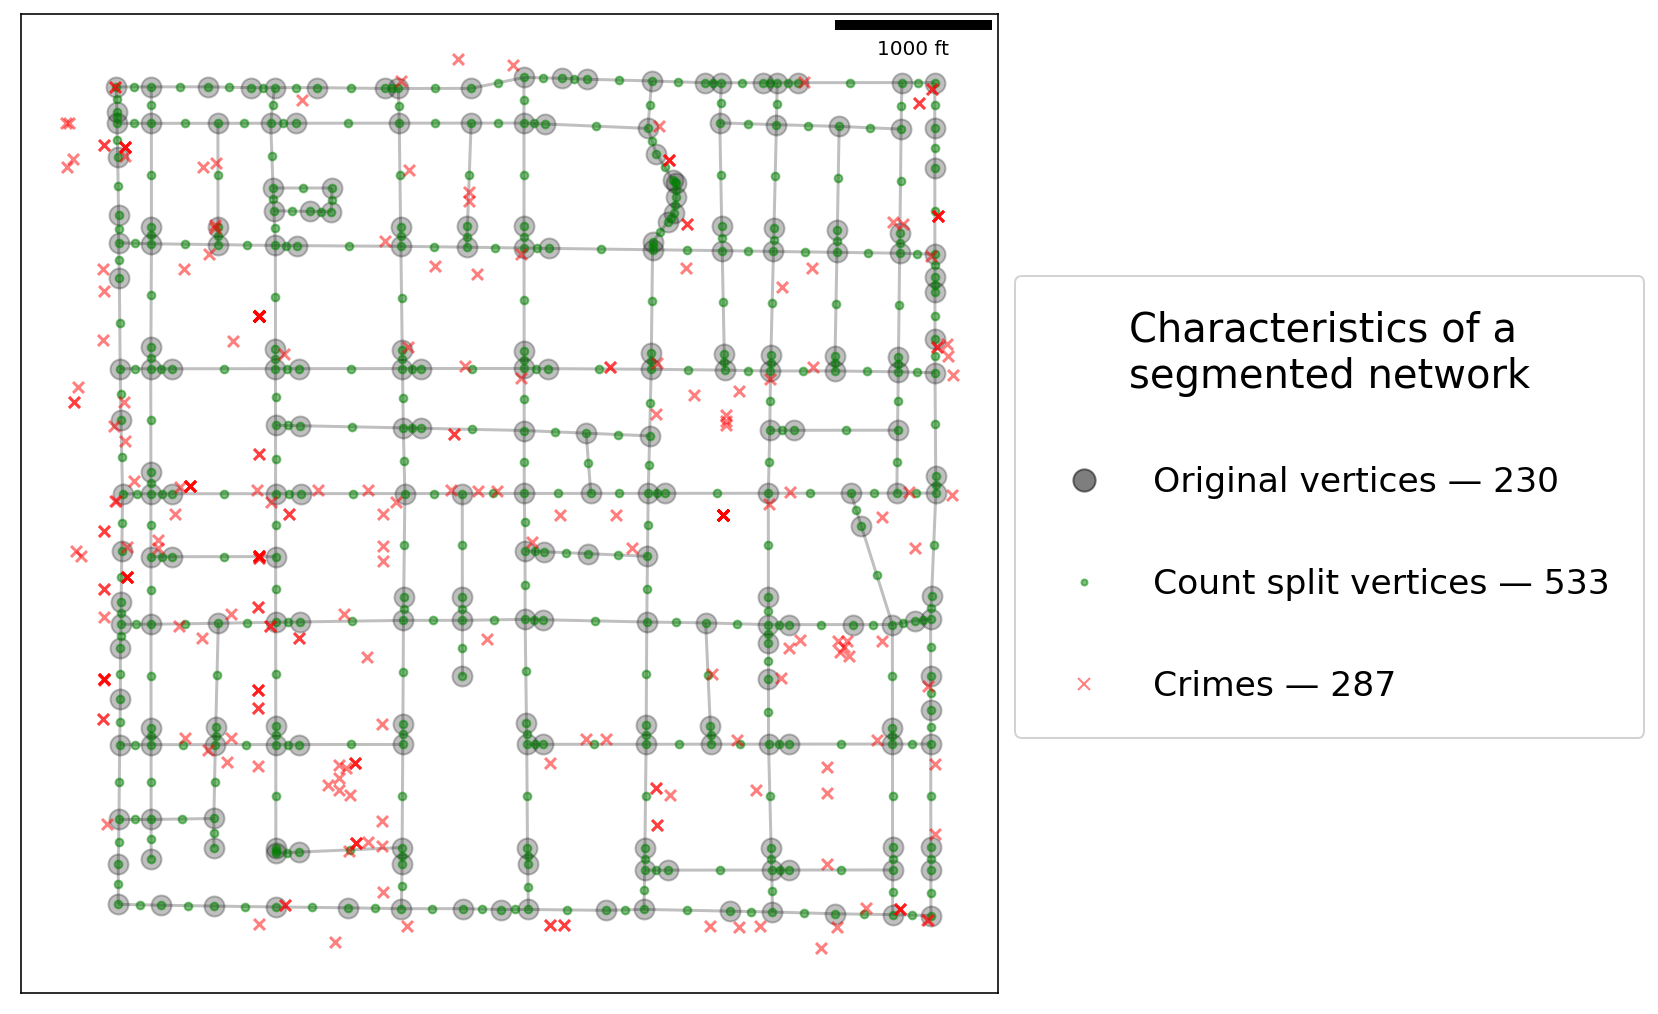 1000 ft
Characteristics of a
segmented network
Original vertices — 230
Count split vertices — 533
Crimes — 287